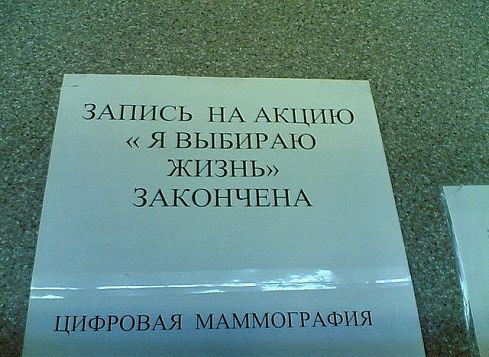 ЗАПИСЬ НА АКЦИЮ
« Я ВЫБИРАЮ
ЖИЗНЬ»
ЗАКОНЧЕНА
ЦИФРОВАЯ МАММОГРАФИЯ